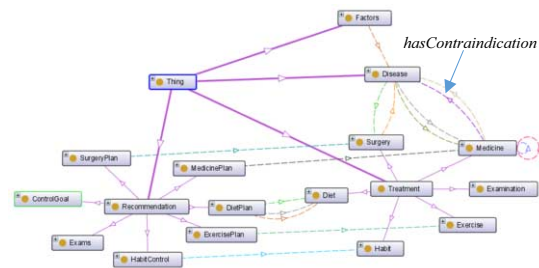 Factors
hasContraindication
Disease
Thing
Surgery
Medicine
SurgeryPlan
MedicinePlan
ControlGoal
Recommendation
DietPlan
Diet
Treatment
Examination
Exams
ExercisePlan
Exercise
HabitControl
Habit